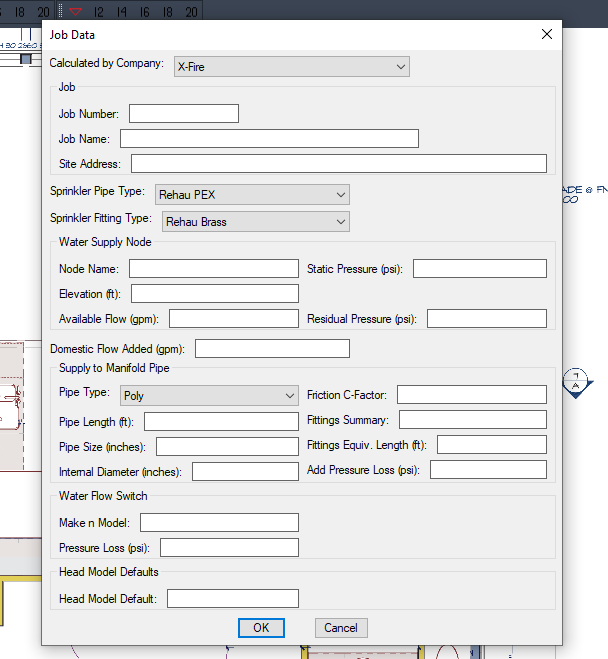 18 20 12 14 16 18 20
Job Data
Calculated by Company: X-Fire
Job
Job Number:
Job Name:
Site Address:
Sprinkler Pipe Type: Rehau PEX
Sprinkler Fitting Type: Rehau Brass
Water Supply Node
Node Name: Static Pressure (psi):
Elevation (ft):
Available Flow (gpm): Residual Pressure (psi):
Domestic Flow Added (gpm):
Supply to Manifold Pipe
Pipe Type: Poly Friction C-Factor:
Pipe Length (ft): Fittings Summary:
Pipe Size (inches): Fittings Equiv. Length (ft):
Internal Diameter (inches): Add Pressure Loss (psi):
Water Flow Switch
Make n Model:
Pressure Loss (psi):
Head Model Defaults
Head Model Default:
OK Cancel
ADE @ FN
00
A